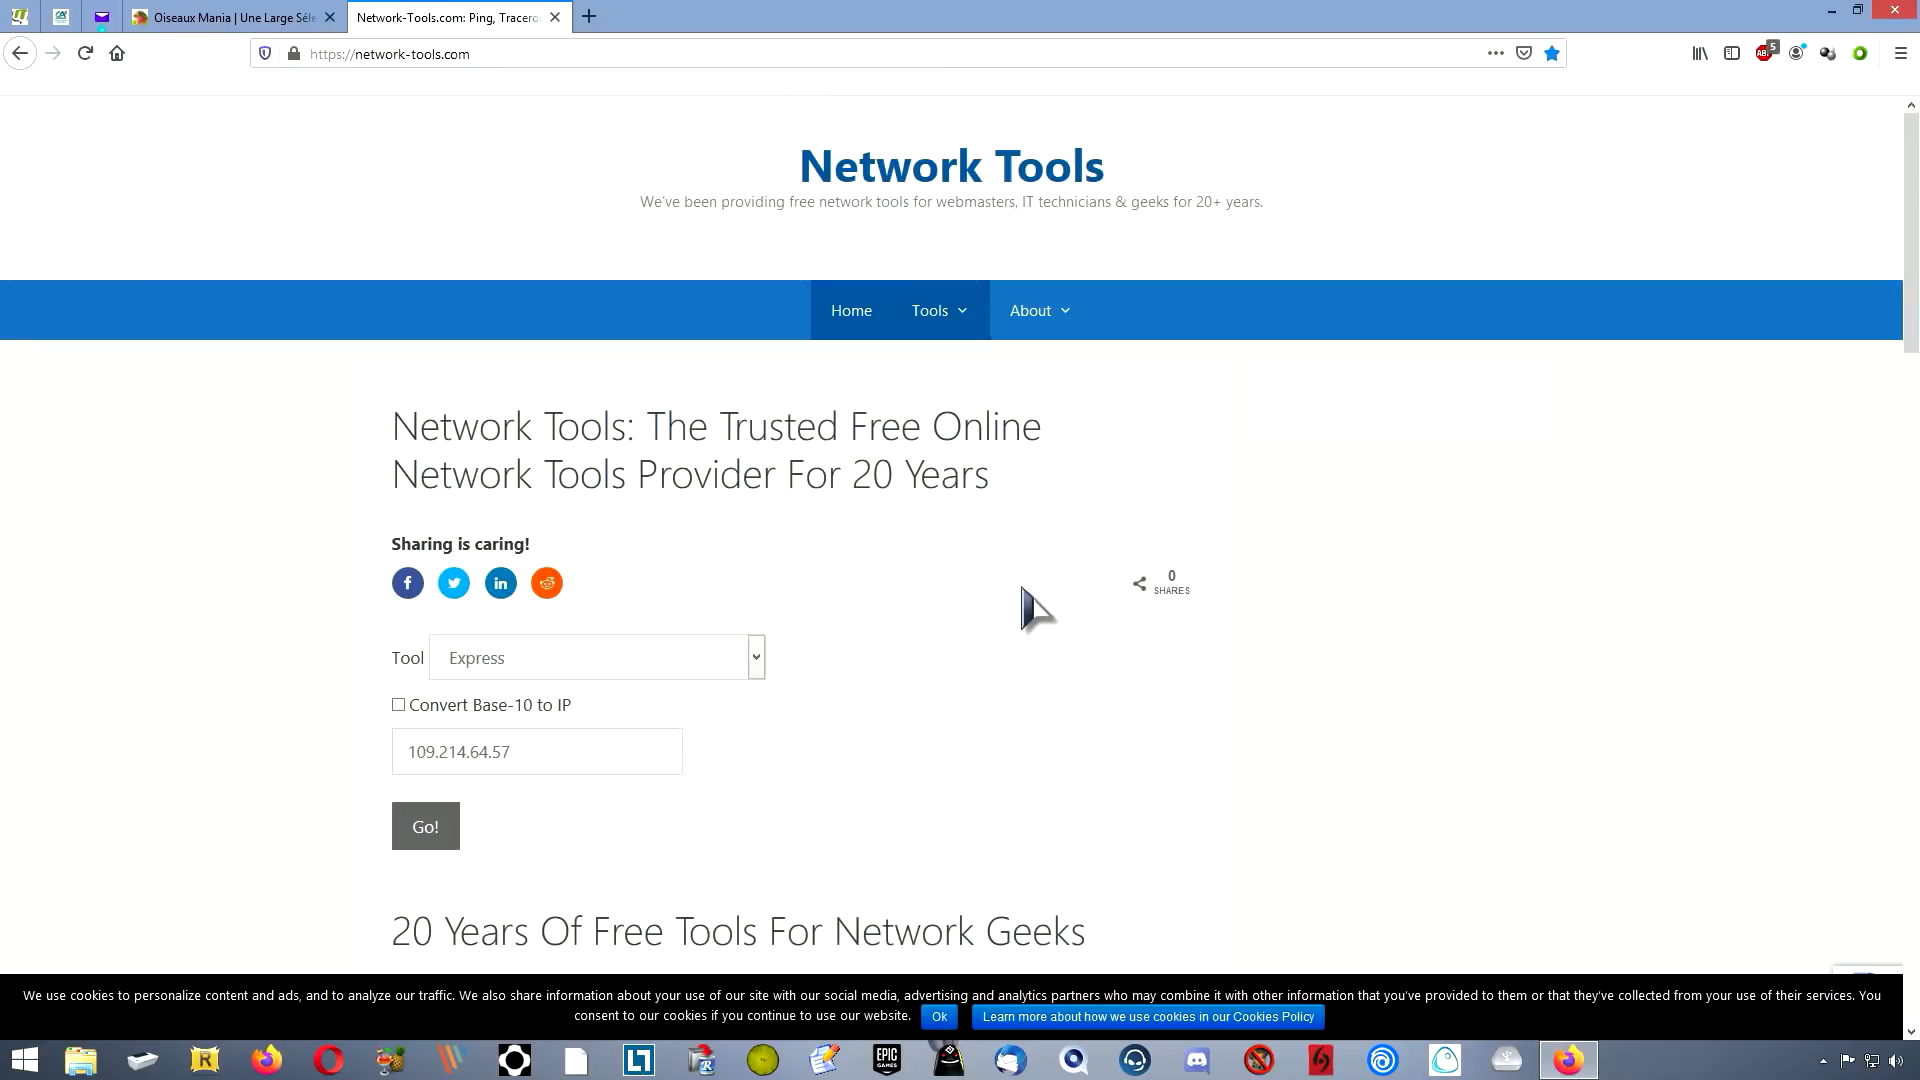 Oiseaux Mania | Une Large Séle
Network-Tools.com: Ping, Tracero
https://network-tools.com
5
Network Tools
We've been providing free network tools for webmasters, IT technicians & geeks for 20+ years.
Home
Tools
About
Network Tools: The Trusted Free Online
Network Tools Provider For 20 Years
Sharing is caring!
0
SHARES
Tool
Express
Convert Base-10 to IP
109.214.64.57
Go!
20 Years Of Free Tools For Network Geeks
We use cookies to personalize content and ads, and to analyze our traffic. We also share information about your use of our site with our social media, advertising and analytics partners who may combine it with other information that you've provided to them or that they've collected from your use of their services. You
consent to our cookies if you continue to use our website.
Ok
Learn more about how we use cookies in our Cookies Policy
EPIC
GAMES